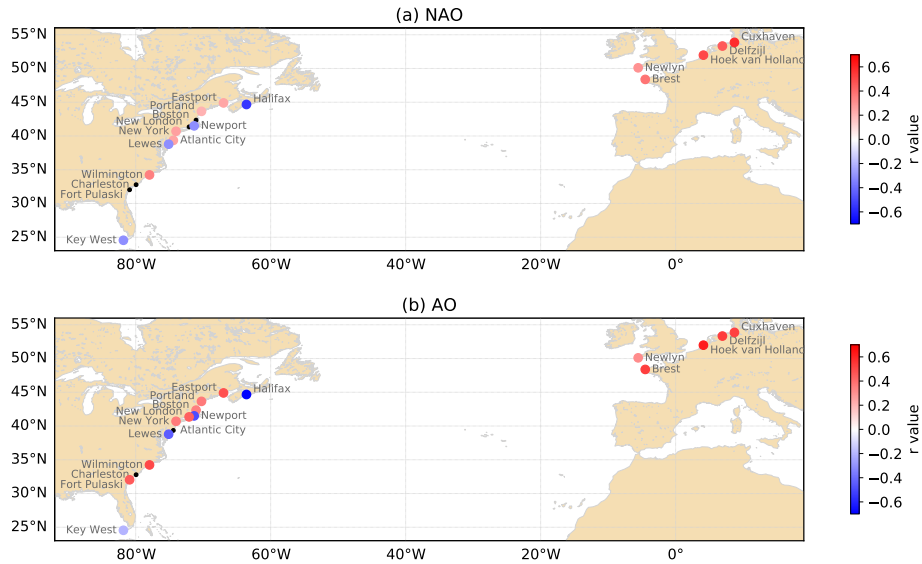 (a) NAO
55°N
50°N
45°N
40°N
35°N
30°N
25°N
80°W
60°W
40°W
20°W
0°
Cuxhaven
Delfzijl
Hoek van Holland
Newlyn
Brest
Eastport
Halifax
Portland
Boston
New London
Newport
New York
Atlantic City
Lewes
Wilmington
Charleston
Fort Pulaski
Key West
0.6
0.4
0.2
0.0
−0.2
−0.4
−0.6
r value
(b) AO
55°N
50°N
45°N
40°N
35°N
30°N
25°N
80°W
60°W
40°W
20°W
0°
Cuxhaven
Delfzijl
Hoek van Holland
Newlyn
Brest
Eastport
Halifax
Portland
Boston
New London
Newport
New York
Atlantic City
Lewes
Wilmington
Charleston
Fort Pulaski
Key West
0.6
0.4
0.2
0.0
−0.2
−0.4
−0.6
r value